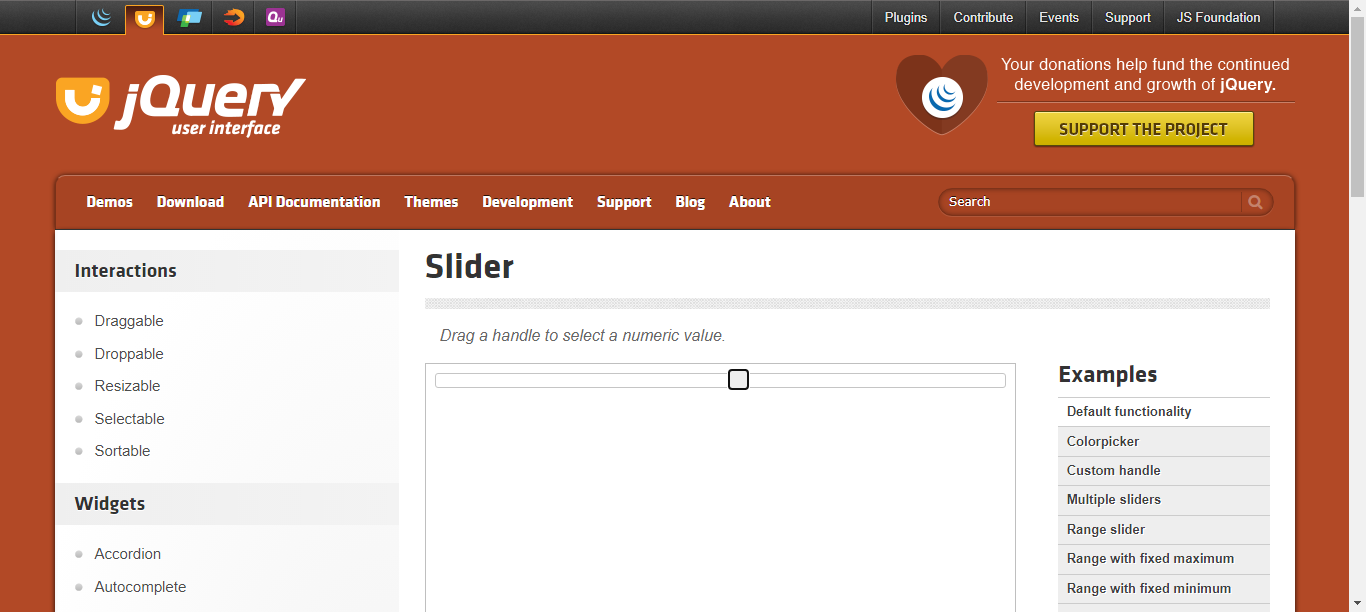 Qu
Plugins
Contribute
Events
Support
JS Foundation
jQuery
user interface
Your donations help fund the continued
development and growth of jQuery.
SUPPORT THE PROJECT
Demos
Download
API Documentation
Themes
Development
Support
Blog
About
Search
Interactions
Draggable
Droppable
Resizable
Selectable
Sortable
Widgets
Accordion
Autocomplete
Slider
Drag a handle to select a numeric value.
Examples
Default functionality
Colorpicker
Custom handle
Multiple sliders
Range slider
Range with fixed maximum
Range with fixed minimum